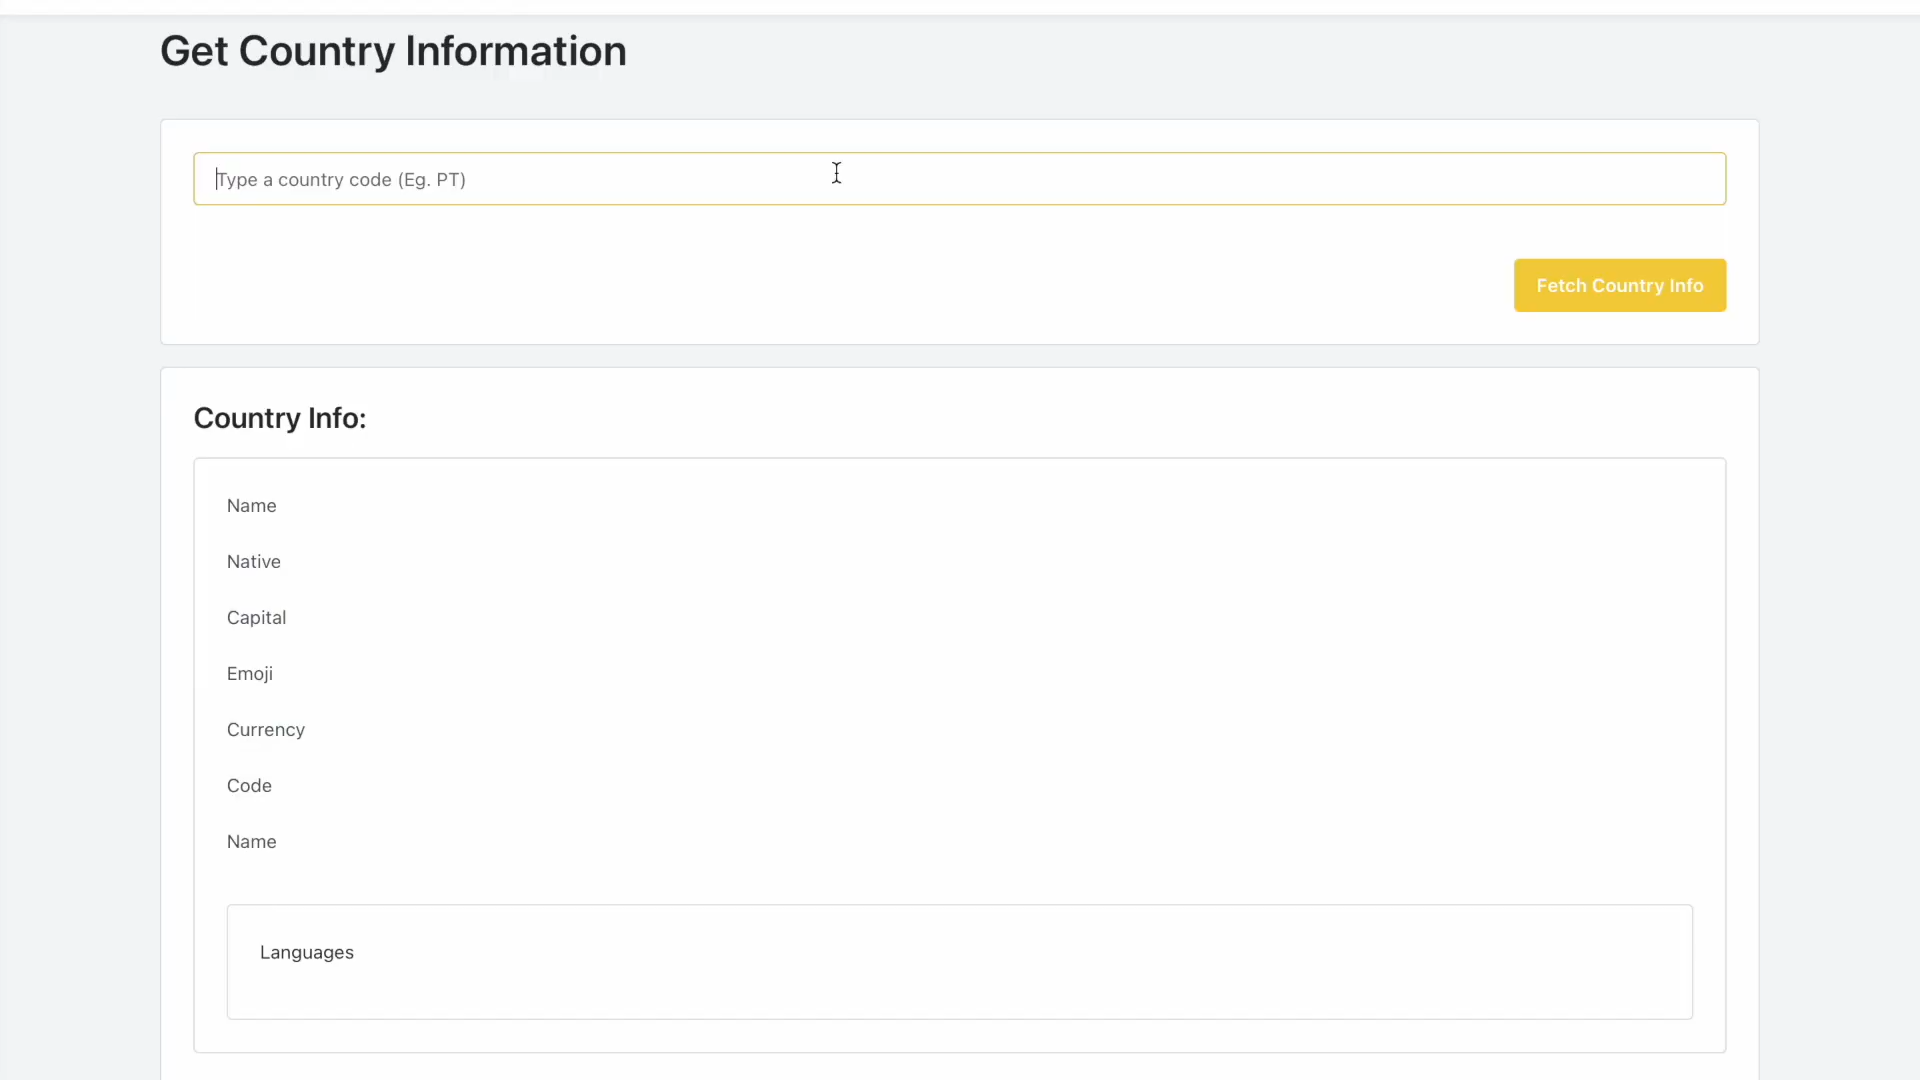 Get Country Information
Type a country code (Eg. PT)
Fetch Country Info
Country Info:
Name
Native
Capital
Emoji
Currency
Code
Name
Languages